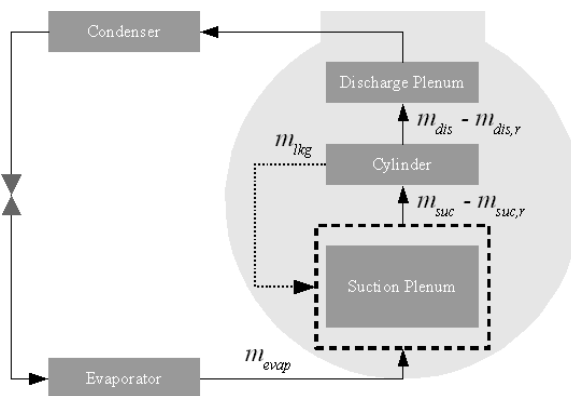 Condenser
Discharge Plenum
m_dis - m_dis,r
m_lkg
Cylinder
m_suc - m_suc,r
Suction Plenum
m_evap
Evaporator